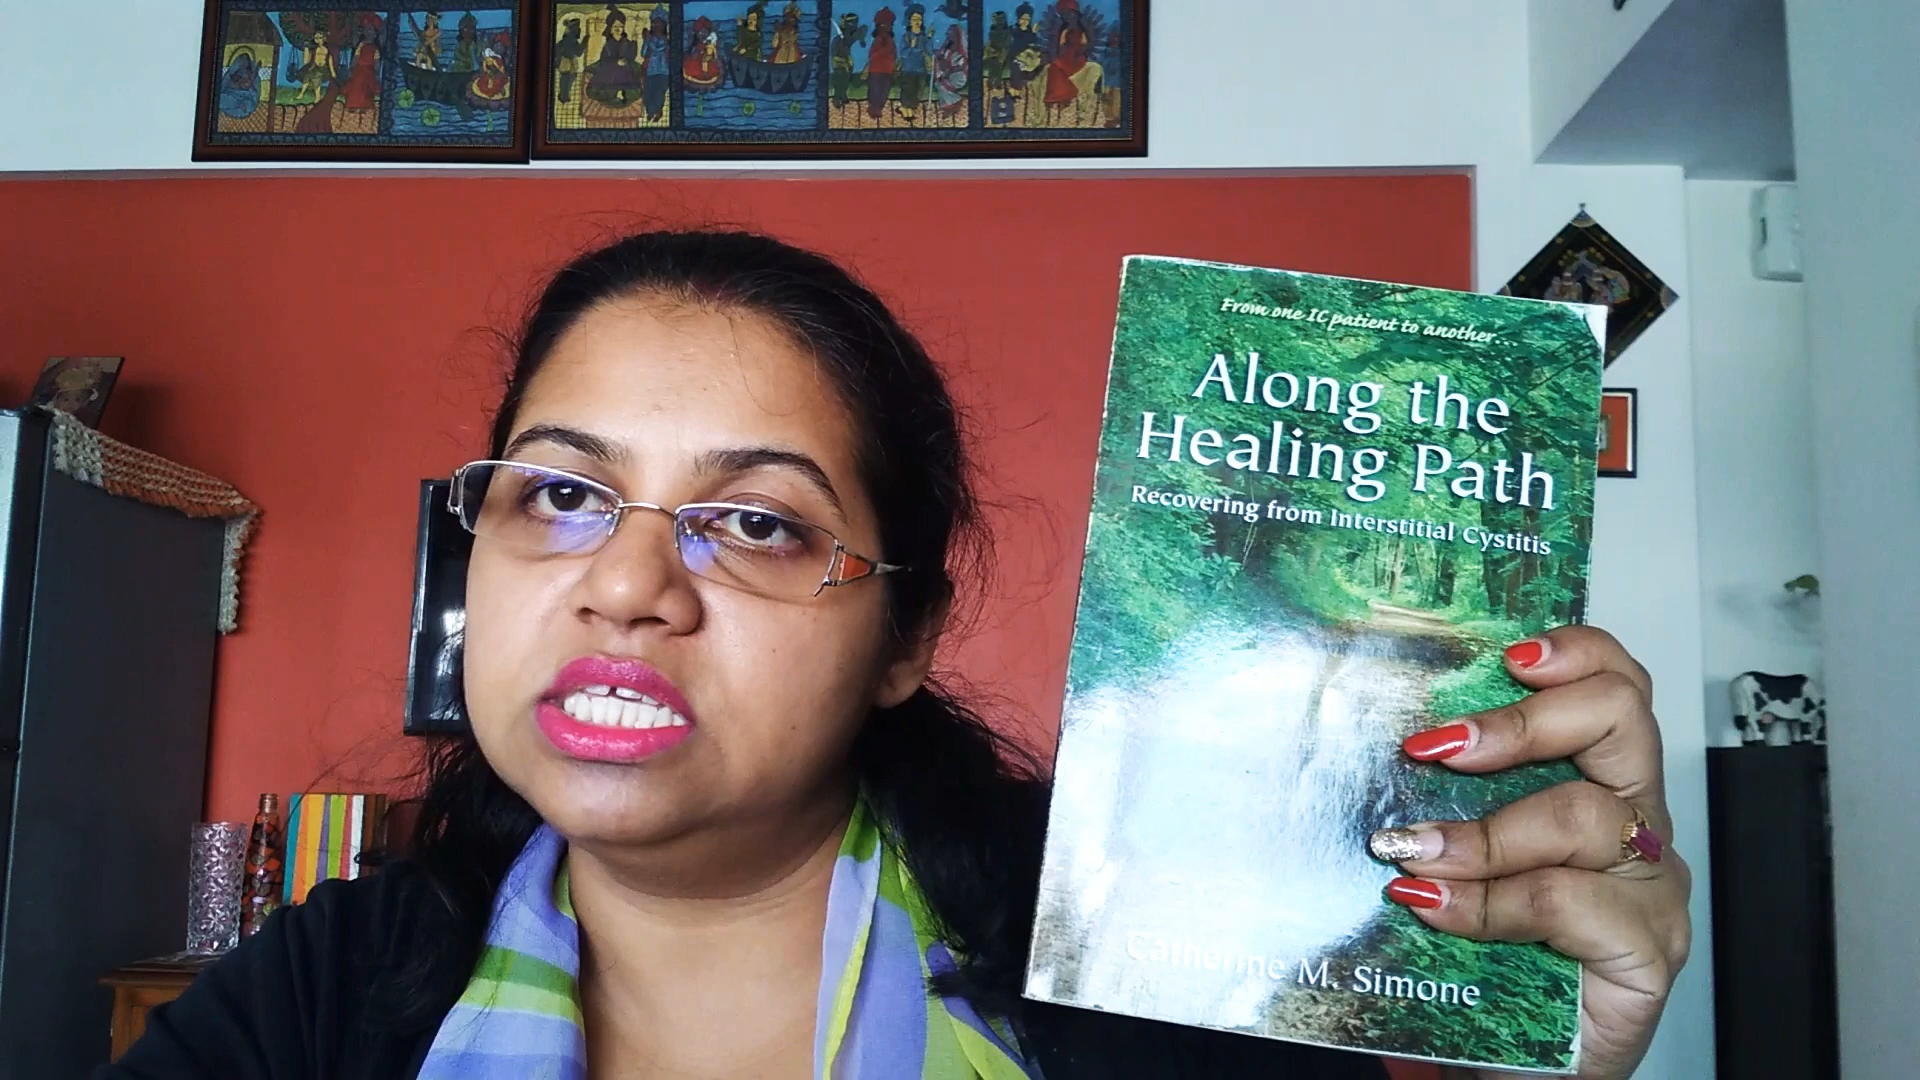 From one IC patient to another...
Along the
Healing Path
Recovering from Interstitial Cystitis
Catherine M. Simone